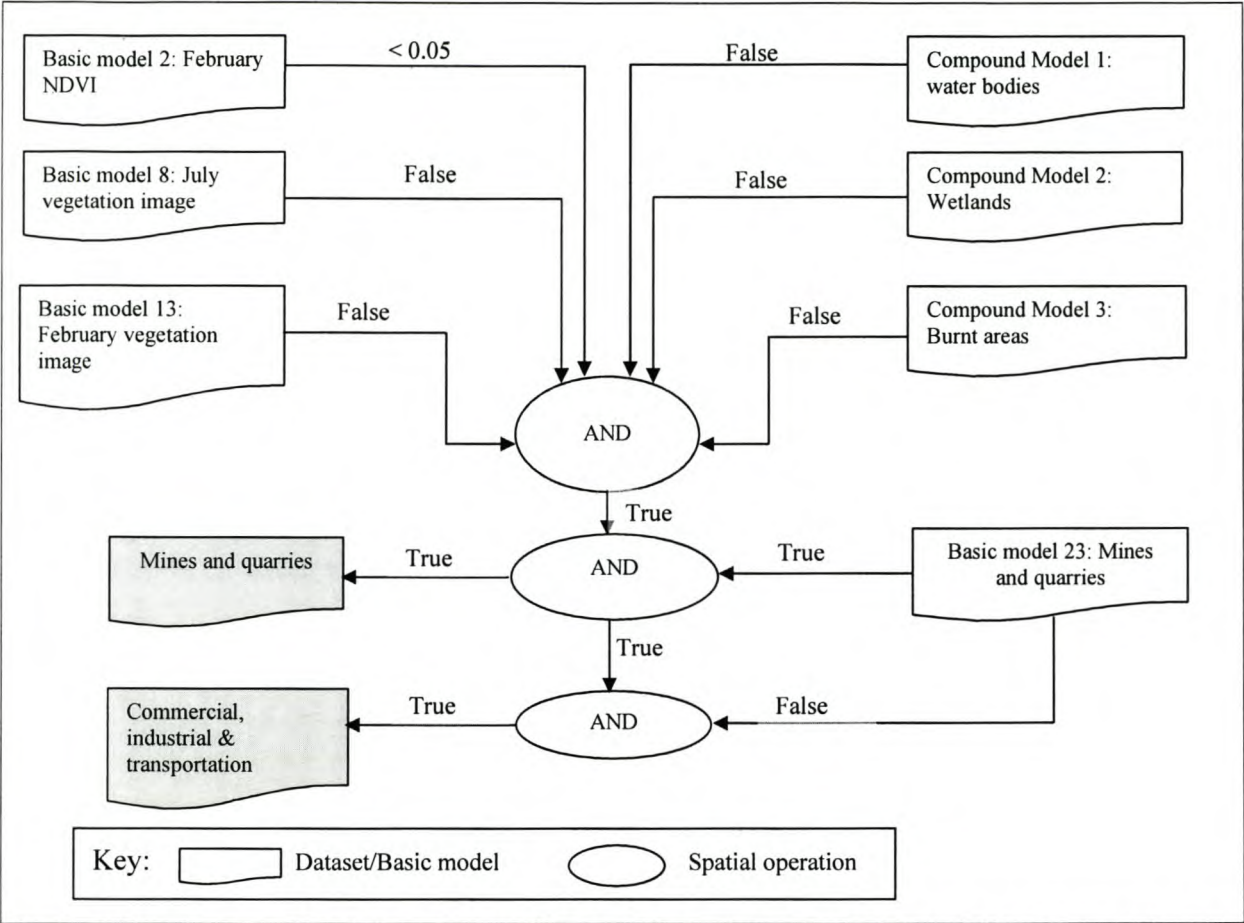 Basic model 2: February
NDVI
< 0.05
False
Compound Model 1:
water bodies
Basic model 8: July
vegetation image
False
False
Compound Model 2:
Wetlands
Basic model 13:
February vegetation
image
False
False
Compound Model 3:
Burnt areas
AND
True
Mines and quarries
True
AND
True
Basic model 23: Mines
and quarries
True
Commercial,
industrial &
transportation
True
AND
False
Key:
Dataset/Basic model
Spatial operation